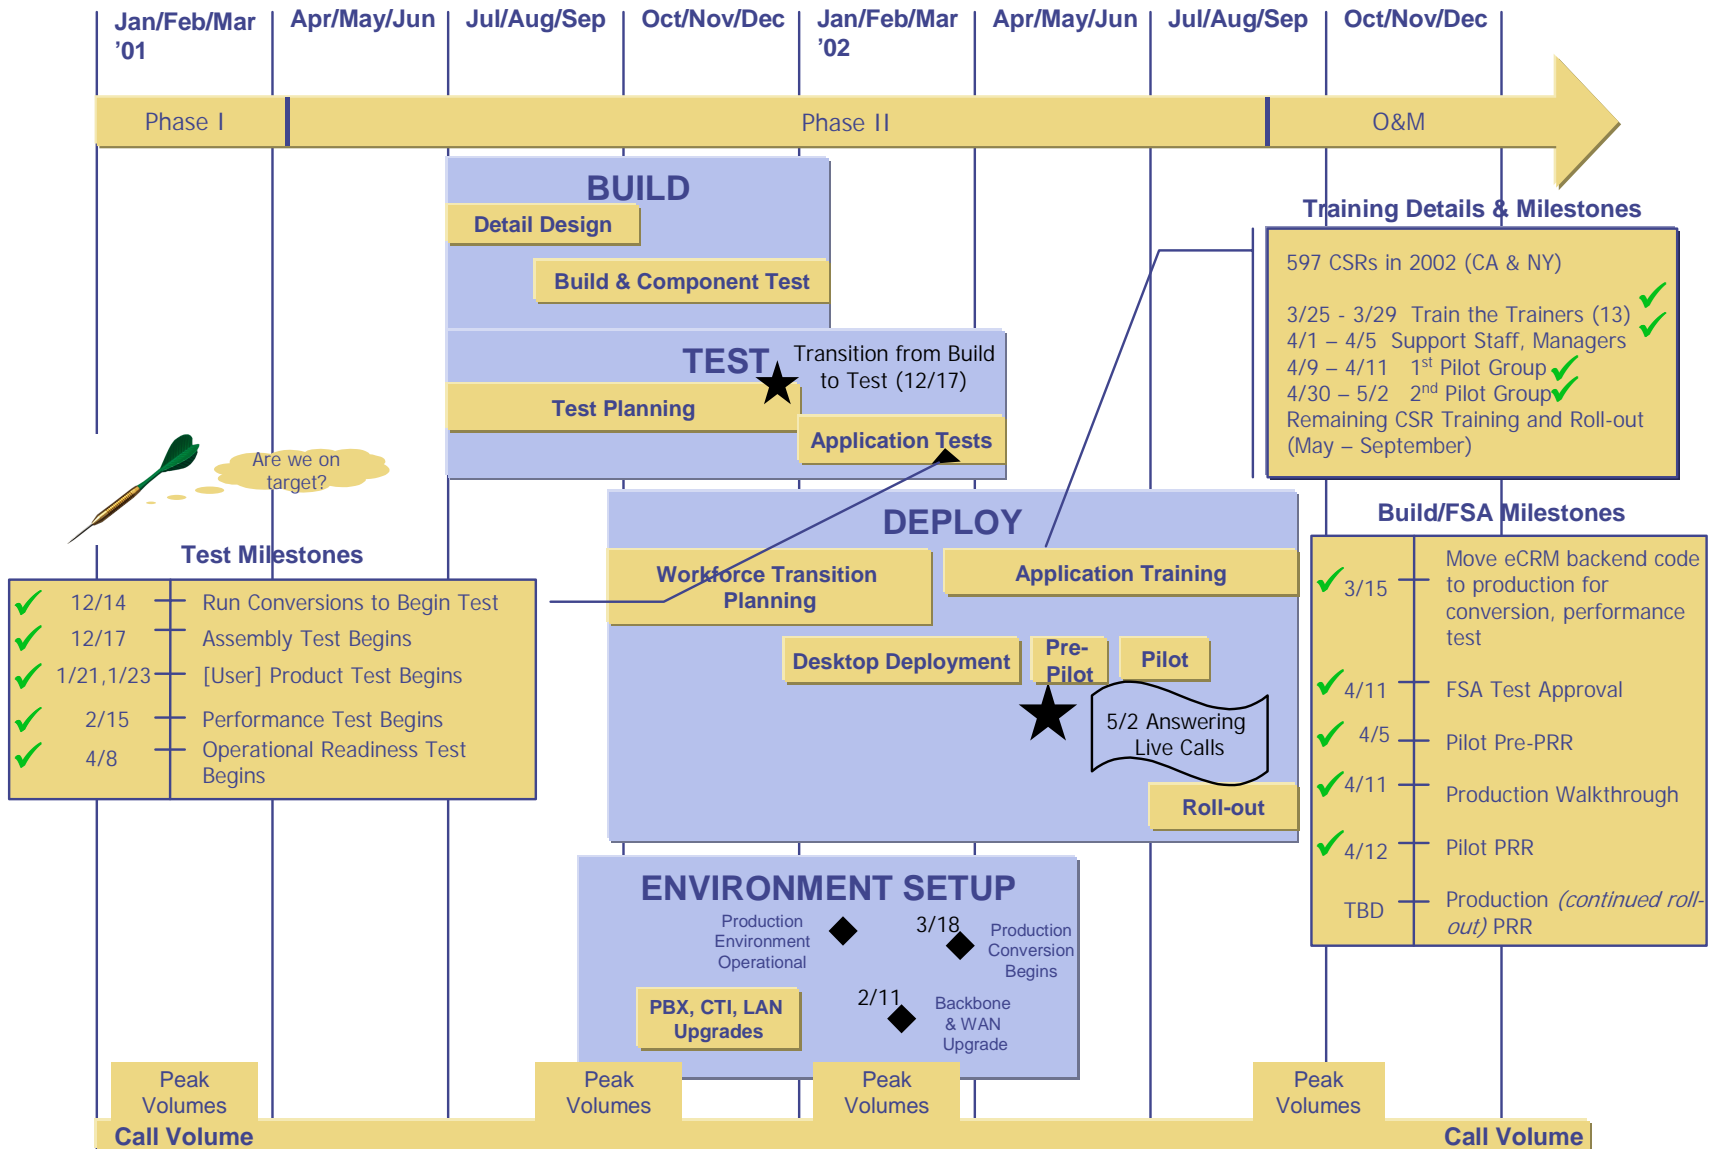 Jan/Feb/Mar '01
Apr/May/Jun
Jul/Aug/Sep
Oct/Nov/Dec
Jan/Feb/Mar '02
Apr/May/Jun
Jul/Aug/Sep
Oct/Nov/Dec
Phase I
Phase II
O&M
BUILD
Detail Design
Build & Component Test
TEST
Transition from Build
to Test (12/17)
Test Planning
Application Tests
Training Details & Milestones
597 CSRs in 2002 (CA & NY)
3/25 - 3/29 Train the Trainers (13)
4/1 – 4/5 Support Staff, Managers
4/9 – 4/11 1st Pilot Group
4/30 – 5/2 2nd Pilot Group
Remaining CSR Training and Roll-out
(May – September)
Are we on
target?
Test Milestones
12/14 Run Conversions to Begin Test
12/17 Assembly Test Begins
1/21,1/23 [User] Product Test Begins
2/15 Performance Test Begins
4/8 Operational Readiness Test
Begins
DEPLOY
Workforce Transition
Planning
Application Training
Desktop Deployment
Pre-
Pilot
Pilot
5/2 Answering
Live Calls
Roll-out
Build/FSA Milestones
3/15 Move eCRM backend code
to production for
conversion, performance
test
4/11 FSA Test Approval
4/5 Pilot Pre-PRR
4/11 Production Walkthrough
4/12 Pilot PRR
TBD Production (continued roll-
out) PRR
ENVIRONMENT SETUP
Production
Environment
Operational
3/18
Production
Conversion
Begins
PBX, CTI, LAN
Upgrades
2/11
Backbone
& WAN
Upgrade
Peak
Volumes
Peak
Volumes
Peak
Volumes
Peak
Volumes
Call Volume
Call Volume